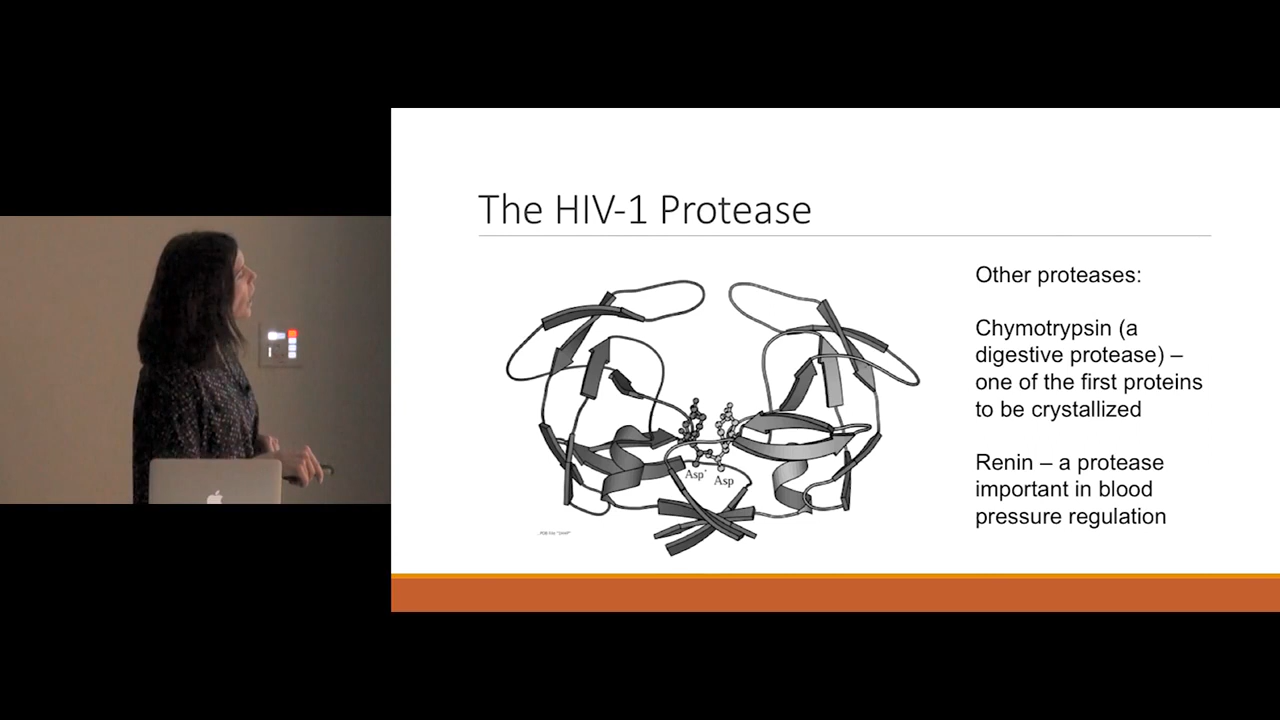 The HIV-1 Protease
Other proteases:
Chymotrypsin (a
digestive protease) –
one of the first proteins
to be crystallized
Renin – a protease
important in blood
pressure regulation
Asp'
Asp